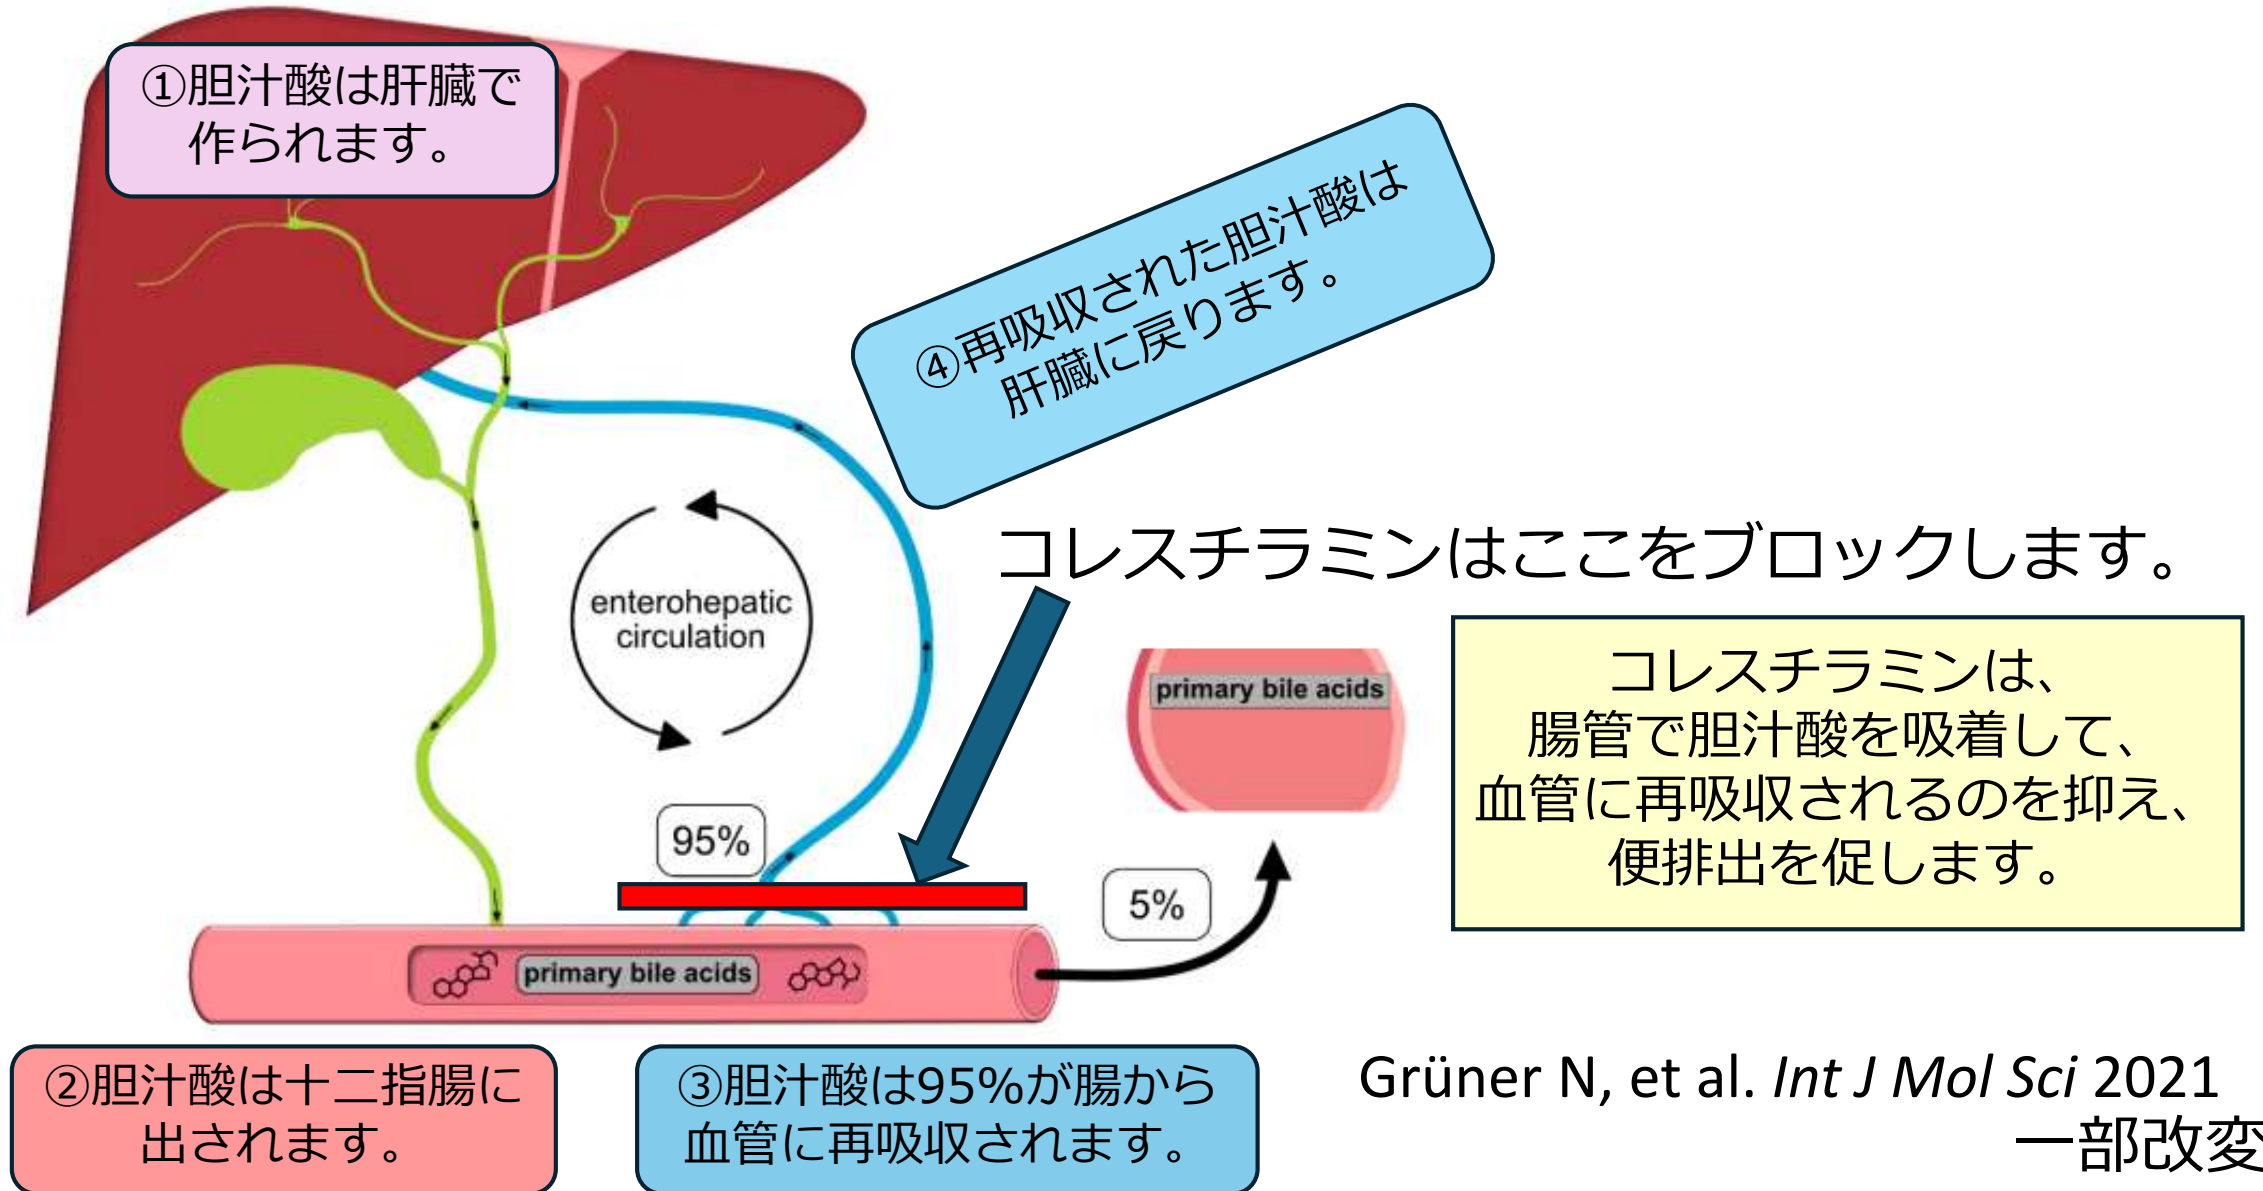 ①胆汁酸は肝臓で
作られます。
④再吸収された胆汁酸は
肝臓に戻ります。
コレスチラミンはここをブロックします。
enterohepatic
circulation
primary bile acids
コレスチラミンは、
腸管で胆汁酸を吸着して、
血管に再吸収されるのを抑え、
便排出を促します。
95%
5%
primary bile acids
②胆汁酸は十二指腸に
出されます。
③胆汁酸は95%が腸から
血管に再吸収されます。
Grüner N, et al. Int J Mol Sci 2021
一部改変